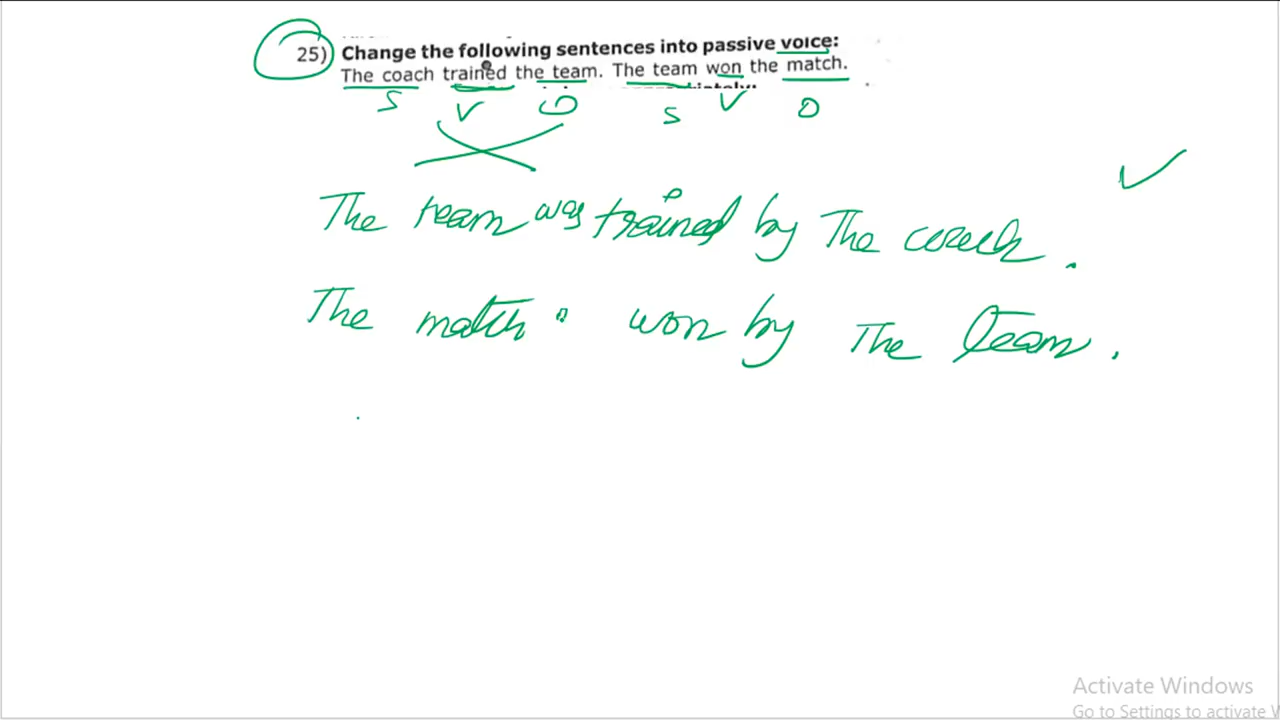 25) Change the following sentences into passive voice:
The coach trained the team. The team won the match.
S V O S V O
The team was trained by The coach.
The match won by The team.
Activate Windows
Go to Settings to activate W